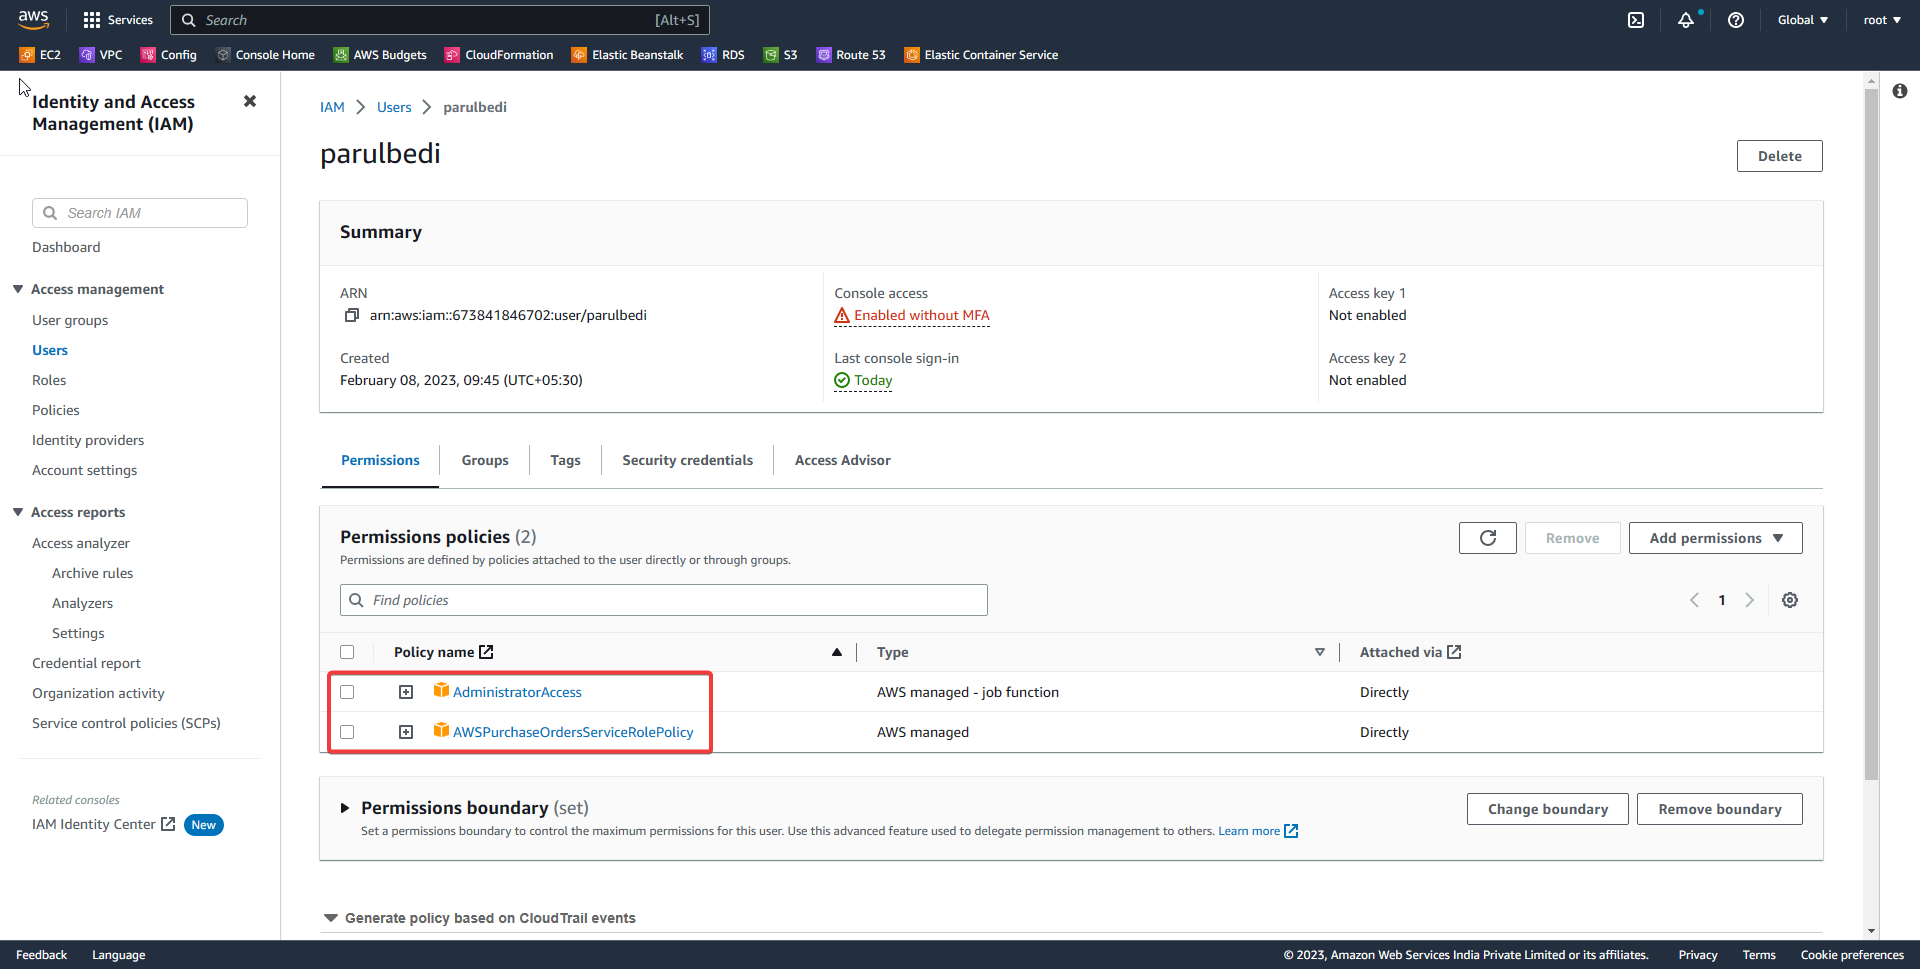 aws
Services
Search
[Alt+S]
Global
root
EC2
VPC
Config
Console Home
AWS Budgets
CloudFormation
Elastic Beanstalk
RDS
S3
Route 53
Elastic Container Service
Identity and Access
Management (IAM)
Search IAM
Dashboard
Access management
User groups
Users
Roles
Policies
Identity providers
Account settings
Access reports
Access analyzer
Archive rules
Analyzers
Settings
Credential report
Organization activity
Service control policies (SCPs)
Related consoles
IAM Identity Center
New
IAM
Users
parulbedi
parulbedi
Delete
Summary
ARN
arn:aws:iam::673841846702:user/parulbedi
Created
February 08, 2023, 09:45 (UTC+05:30)
Console access
Enabled without MFA
Last console sign-in
Today
Access key 1
Not enabled
Access key 2
Not enabled
Permissions
Groups
Tags
Security credentials
Access Advisor
Permissions policies (2)
Permissions are defined by policies attached to the user directly or through groups.
Remove
Add permissions
Find policies
1
Policy name
Type
Attached via
AdministratorAccess
AWS managed - job function
Directly
AWSPurchaseOrdersServiceRolePolicy
AWS managed
Directly
Permissions boundary (set)
Set a permissions boundary to control the maximum permissions for this user. Use this advanced feature used to delegate permission management to others. Learn more
Change boundary
Remove boundary
Generate policy based on CloudTrail events
Feedback
Language
© 2023, Amazon Web Services India Private Limited or its affiliates.
Privacy
Terms
Cookie preferences